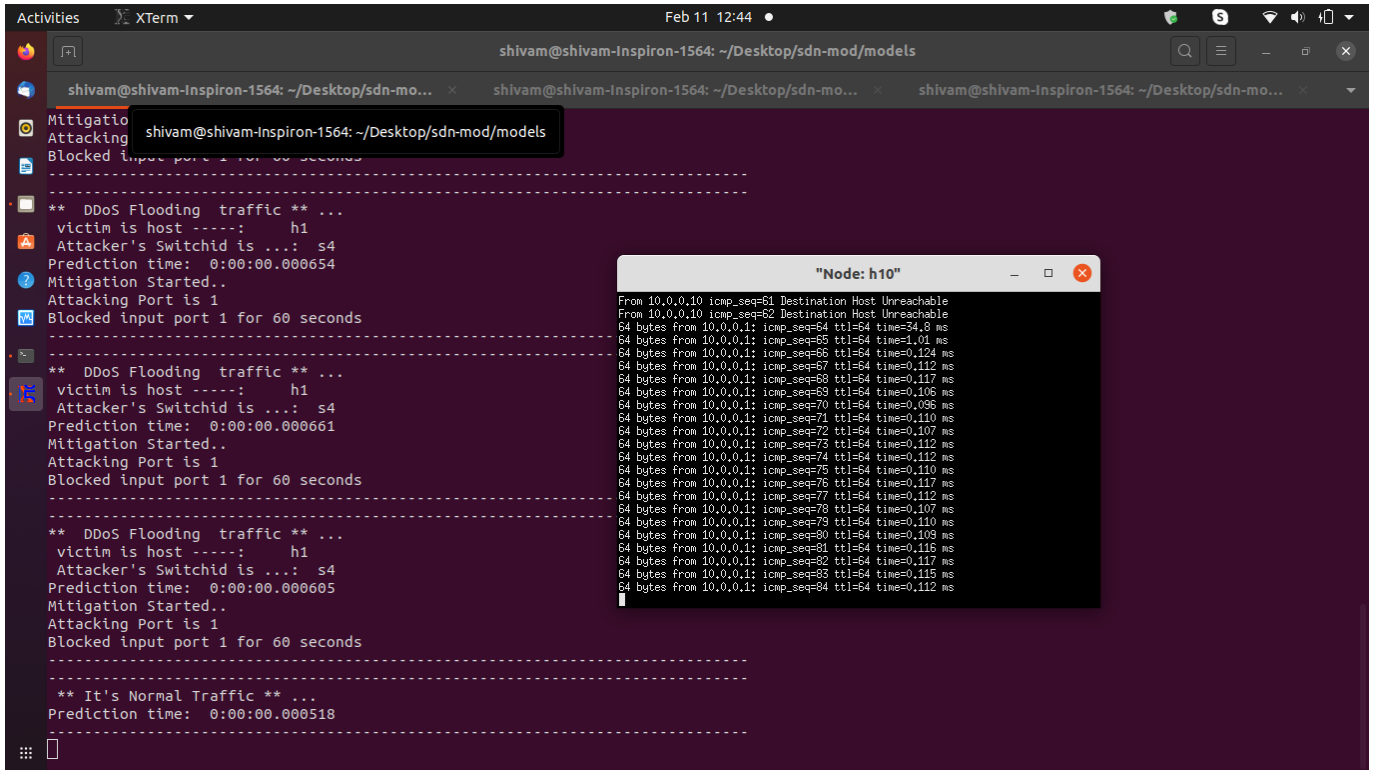 Activities
XTerm
Feb 11 12:44
S
shivam@shivam-Inspiron-1564: ~/Desktop/sdn-mod/models
shivam@shivam-Inspiron-1564: ~/Desktop/sdn-mo...
shivam@shivam-Inspiron-1564: ~/Desktop/sdn-mo...
shivam@shivam-Inspiron-1564: ~/Desktop/sdn-mo...
shivam@shivam-Inspiron-1564: ~/Desktop/sdn-mod/models
Mitigatio
Attacking
Blocked input port 1 for 60 seconds
------------------------------------------------------------------------------
------------------------------------------------------------------------------
** DDoS Flooding traffic ** ...
victim is host -----: h1
Attacker's Switchid is ...: s4
Prediction time: 0:00:00.000654
Mitigation Started..
Attacking Port is 1
Blocked input port 1 for 60 seconds
------------------------------------------------------------------------------
------------------------------------------------------------------------------
** DDoS Flooding traffic ** ...
victim is host -----: h1
Attacker's Switchid is ...: s4
Prediction time: 0:00:00.000661
Mitigation Started..
Attacking Port is 1
Blocked input port 1 for 60 seconds
------------------------------------------------------------------------------
------------------------------------------------------------------------------
** DDoS Flooding traffic ** ...
victim is host -----: h1
Attacker's Switchid is ...: s4
Prediction time: 0:00:00.000605
Mitigation Started..
Attacking Port is 1
Blocked input port 1 for 60 seconds
------------------------------------------------------------------------------
------------------------------------------------------------------------------
** It's Normal Traffic ** ...
Prediction time: 0:00:00.000518
------------------------------------------------------------------------------
"Node: h10"
From 10.0.0.10 icmp_seq=61 Destination Host Unreachable
From 10.0.0.10 icmp_seq=62 Destination Host Unreachable
64 bytes from 10.0.0.1: icmp_seq=64 ttl=64 time=34.8 ms
64 bytes from 10.0.0.1: icmp_seq=65 ttl=64 time=1.01 ms
64 bytes from 10.0.0.1: icmp_seq=66 ttl=64 time=0.124 ms
64 bytes from 10.0.0.1: icmp_seq=67 ttl=64 time=0.112 ms
64 bytes from 10.0.0.1: icmp_seq=68 ttl=64 time=0.117 ms
64 bytes from 10.0.0.1: icmp_seq=69 ttl=64 time=0.106 ms
64 bytes from 10.0.0.1: icmp_seq=70 ttl=64 time=0.096 ms
64 bytes from 10.0.0.1: icmp_seq=71 ttl=64 time=0.110 ms
64 bytes from 10.0.0.1: icmp_seq=72 ttl=64 time=0.107 ms
64 bytes from 10.0.0.1: icmp_seq=73 ttl=64 time=0.112 ms
64 bytes from 10.0.0.1: icmp_seq=74 ttl=64 time=0.112 ms
64 bytes from 10.0.0.1: icmp_seq=75 ttl=64 time=0.110 ms
64 bytes from 10.0.0.1: icmp_seq=76 ttl=64 time=0.117 ms
64 bytes from 10.0.0.1: icmp_seq=77 ttl=64 time=0.112 ms
64 bytes from 10.0.0.1: icmp_seq=78 ttl=64 time=0.107 ms
64 bytes from 10.0.0.1: icmp_seq=79 ttl=64 time=0.110 ms
64 bytes from 10.0.0.1: icmp_seq=80 ttl=64 time=0.109 ms
64 bytes from 10.0.0.1: icmp_seq=81 ttl=64 time=0.116 ms
64 bytes from 10.0.0.1: icmp_seq=82 ttl=64 time=0.117 ms
64 bytes from 10.0.0.1: icmp_seq=83 ttl=64 time=0.115 ms
64 bytes from 10.0.0.1: icmp_seq=84 ttl=64 time=0.112 ms